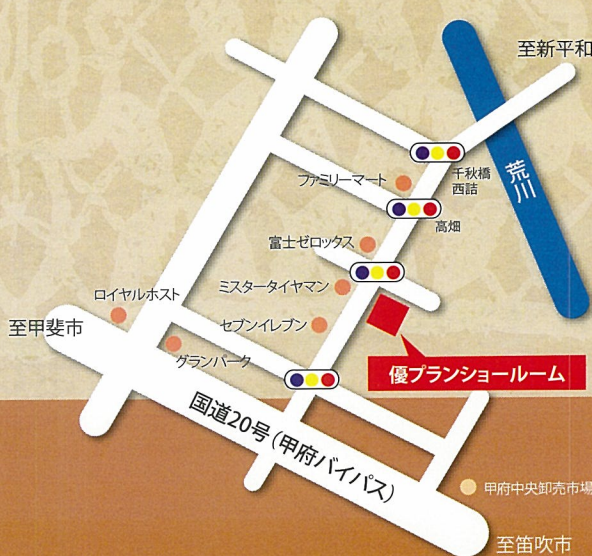 至新平和
荒川
千秋橋
西詰
ファミリーマート
高畑
富士ゼロックス
ロイヤルホスト
ミスタータイヤマン
至甲斐市
セブンイレブン
グランパーク
優プランショールーム
国道20号(甲府バイパス)
甲府中央卸売市場
至笛吹市